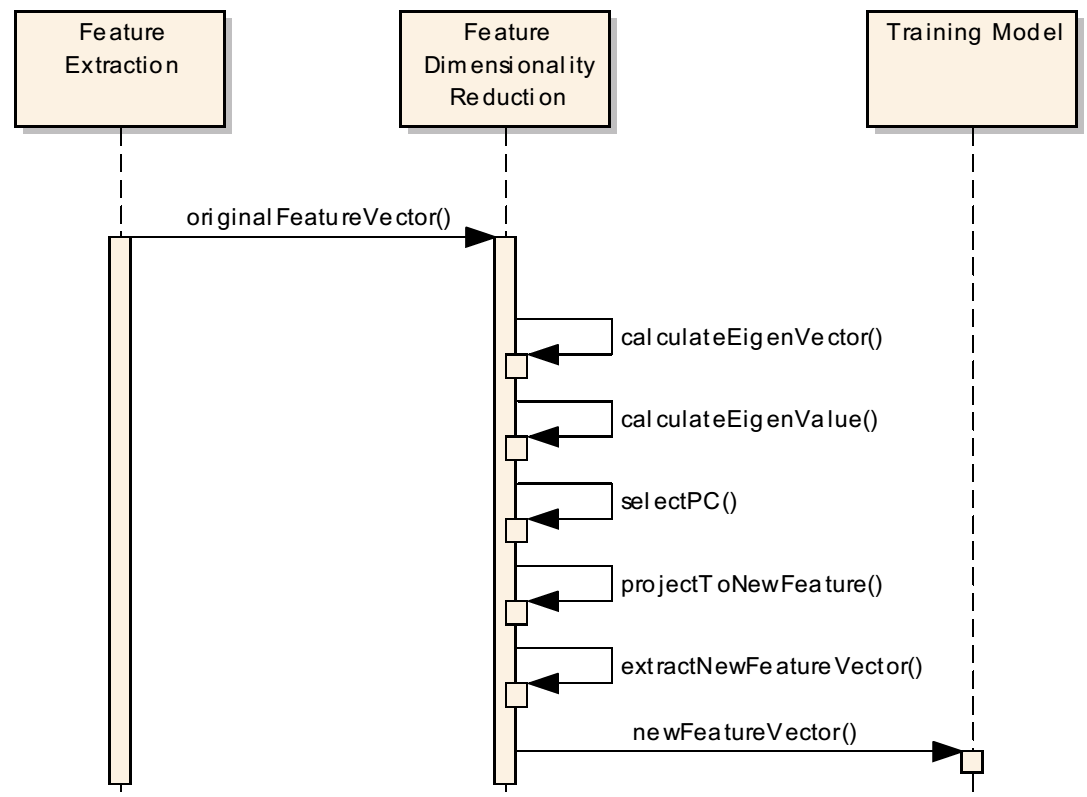 Feature
Extraction
Feature
Dimensionality
Reduction
Training Model
originalFeatureVector()
calculateEigenVector()
calculateEigenValue()
selectPC()
projectToNewFeature()
extractNewFeatureVector()
newFeatureVector()